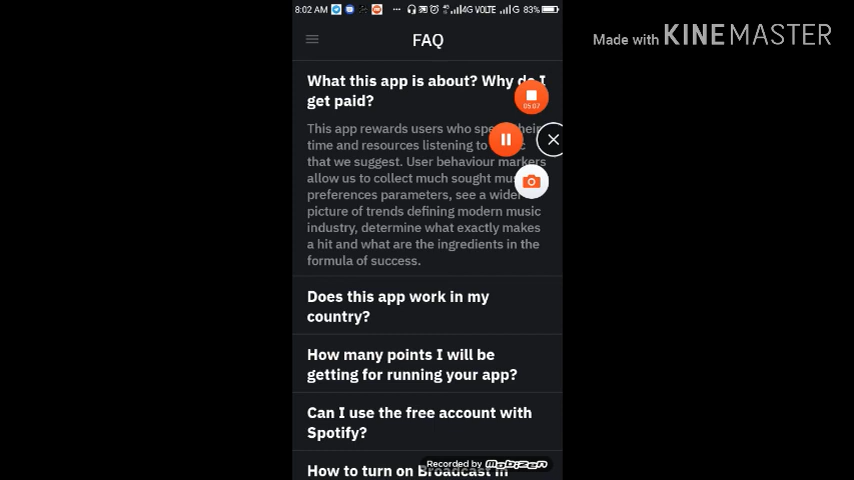 8:02 AM 4G VOLTE G 83%
Made with KINEMASTER
FAQ
What this app is about? Why do I
get paid?
05:07
This app rewards users who spend their
time and resources listening to
that we suggest. User behaviour markers
allow us to collect much sought
preferences parameters, see a wider
picture of trends defining modern music
industry, determine what exactly makes
a hit and what are the ingredients in the
formula of success.
Does this app work in my
country?
How many points I will be
getting for running your app?
Can I use the free account with
Spotify?
How to turn on Broadcast in
Recorded by mobizen